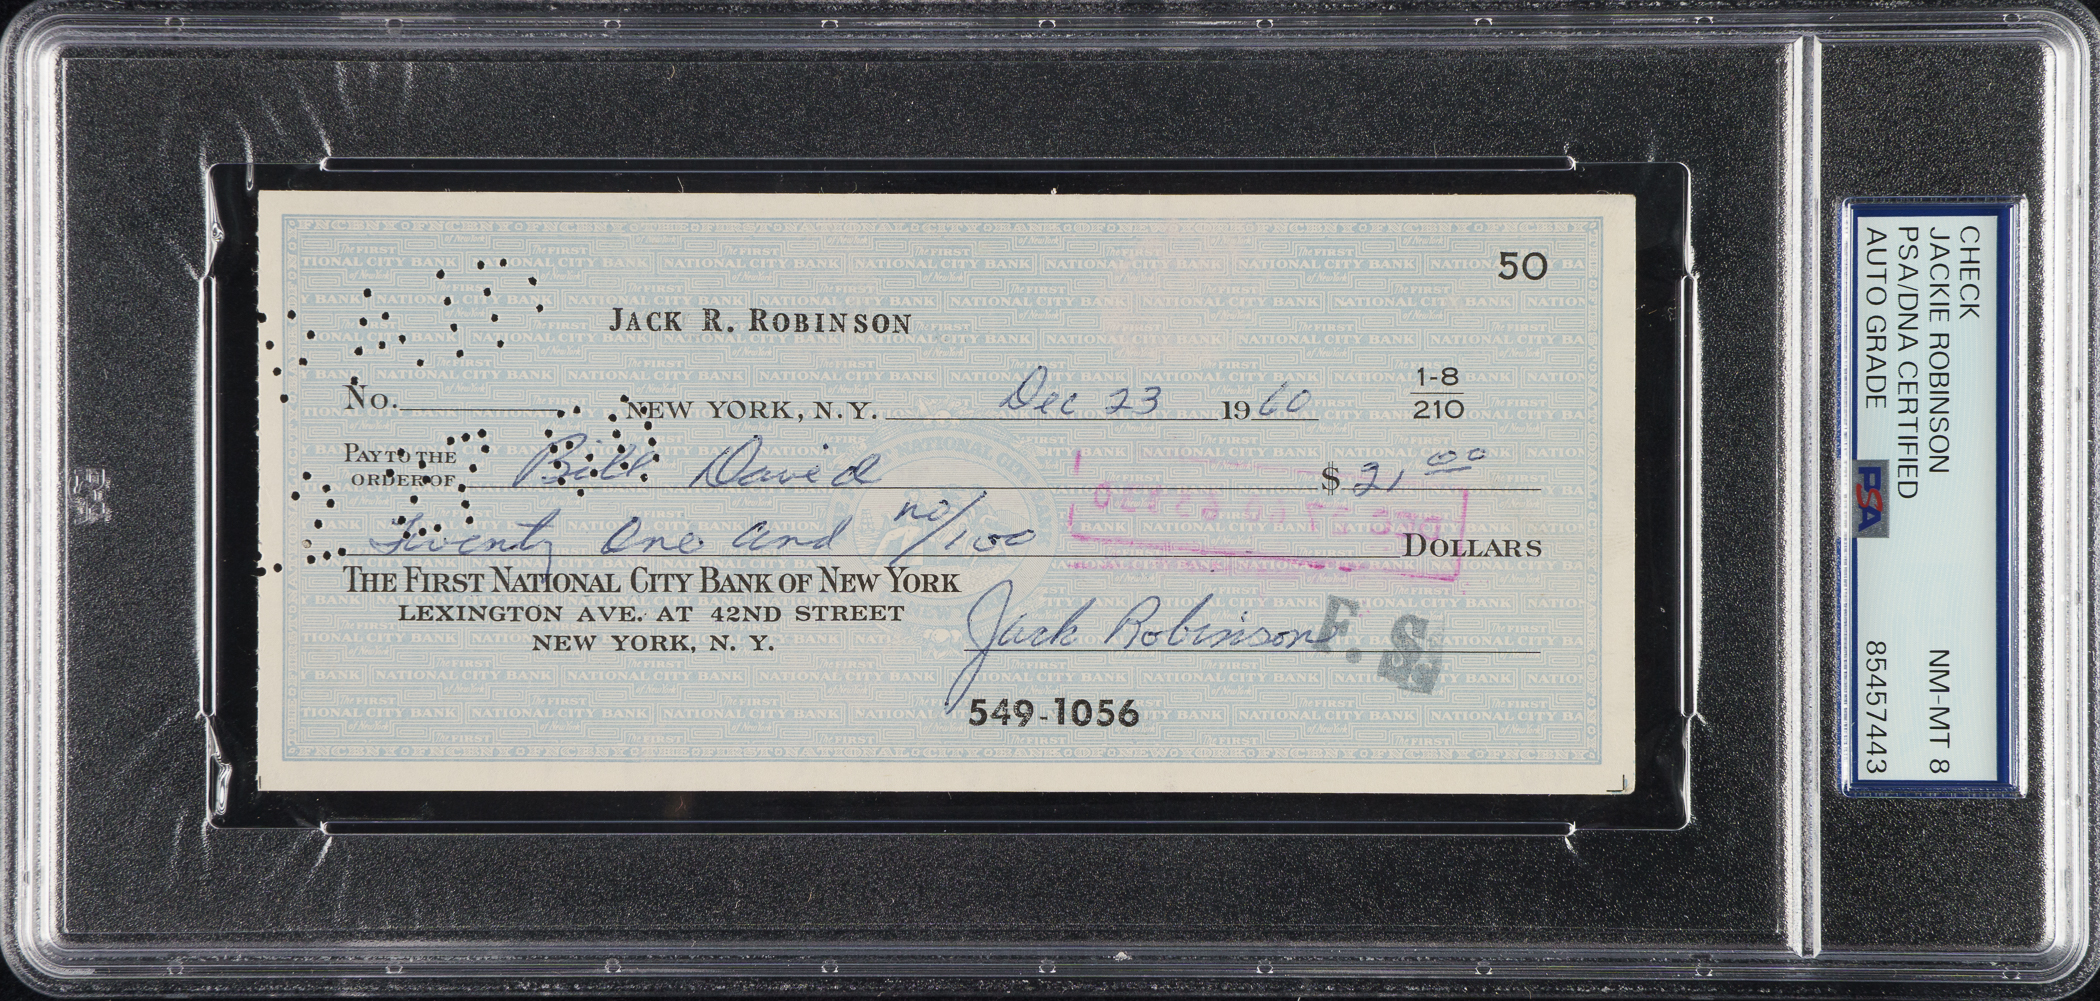 50
JACK R. ROBINSON
No. NEW YORK, N.Y. Dec 23 1960 1-8
210
PAY TO THE
ORDER OF Bill David $ 21 00
Twenty One and no/100 DOLLARS
THE FIRST NATIONAL CITY BANK OF NEW YORK
LEXINGTON AVE. AT 42ND STREET
NEW YORK, N. Y.
Jack Robinson F. S.
549-1056
CHECK
JACKIE ROBINSON
PSA/DNA CERTIFIED NM-MT 8
AUTO GRADE 85457443
PSA